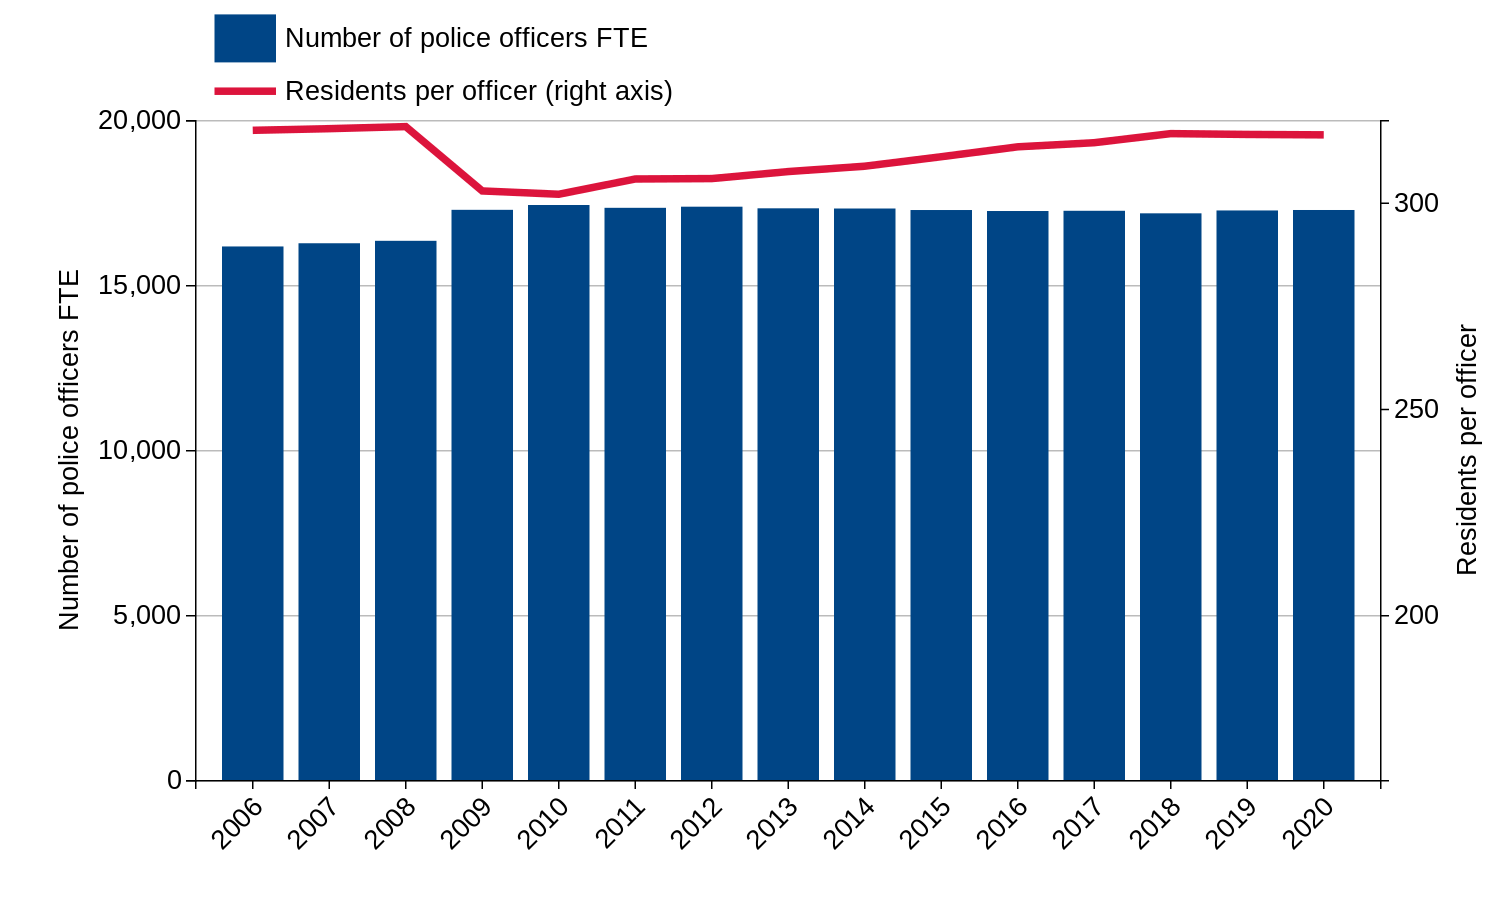 Number of police officers FTE
Residents per officer (right axis)
20,000
15,000
10,000
5,000
0
Number of police officers FTE
300
250
200
Residents per officer
2006 2007 2008 2009 2010 2011 2012 2013 2014 2015 2016 2017 2018 2019 2020